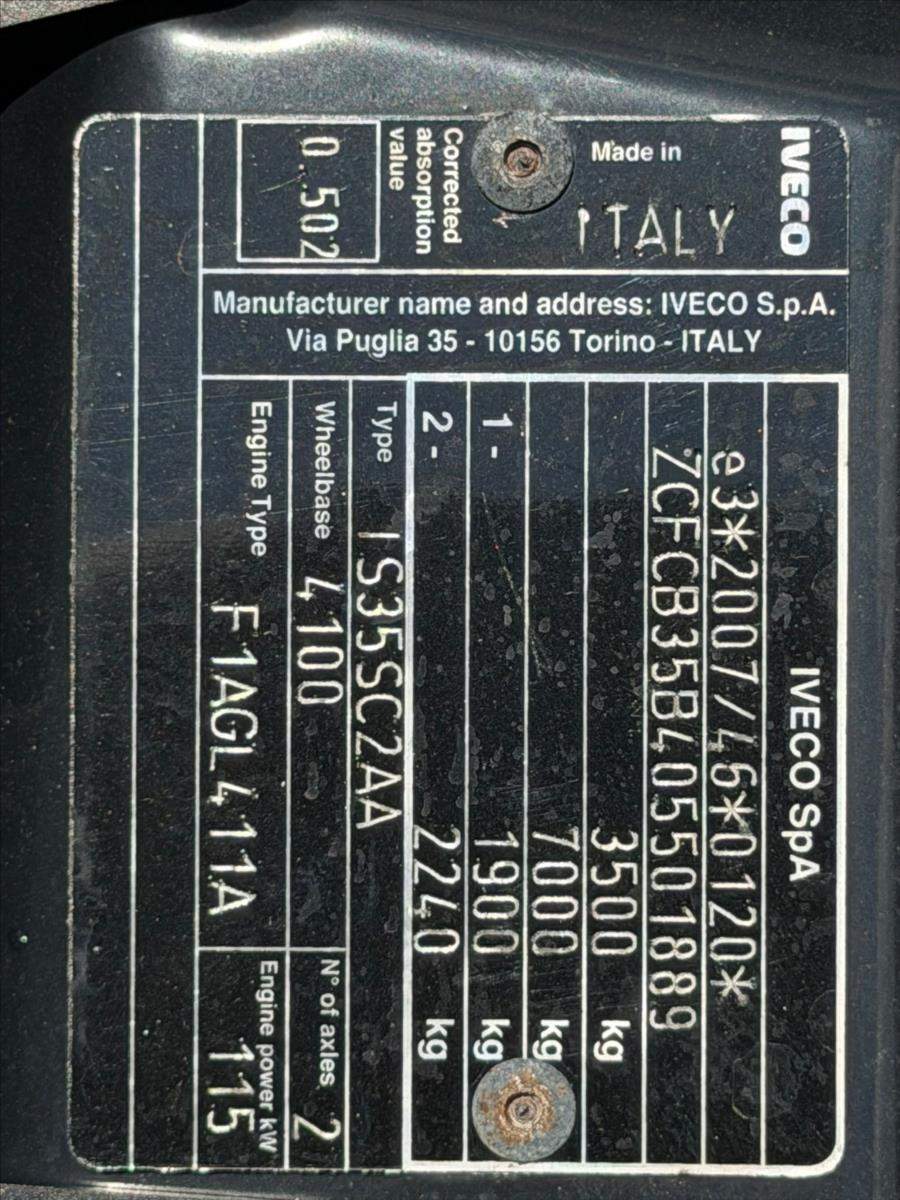 IVECO SpA
e3*2007/46*0120*
ZCFCB35B405501889
3500 kg
7000 kg
1- 1900 kg
2- 2240 kg
Type IS35SC2AA
Wheelbase 4100 N° of axles 2
Engine Type F1AGL411A Engine power kW 115
Manufacturer name and address: IVECO S.p.A.
Via Puglia 35 - 10156 Torino - ITALY
IVECO
Made in
ITALY
Corrected
absorption
value
0.502